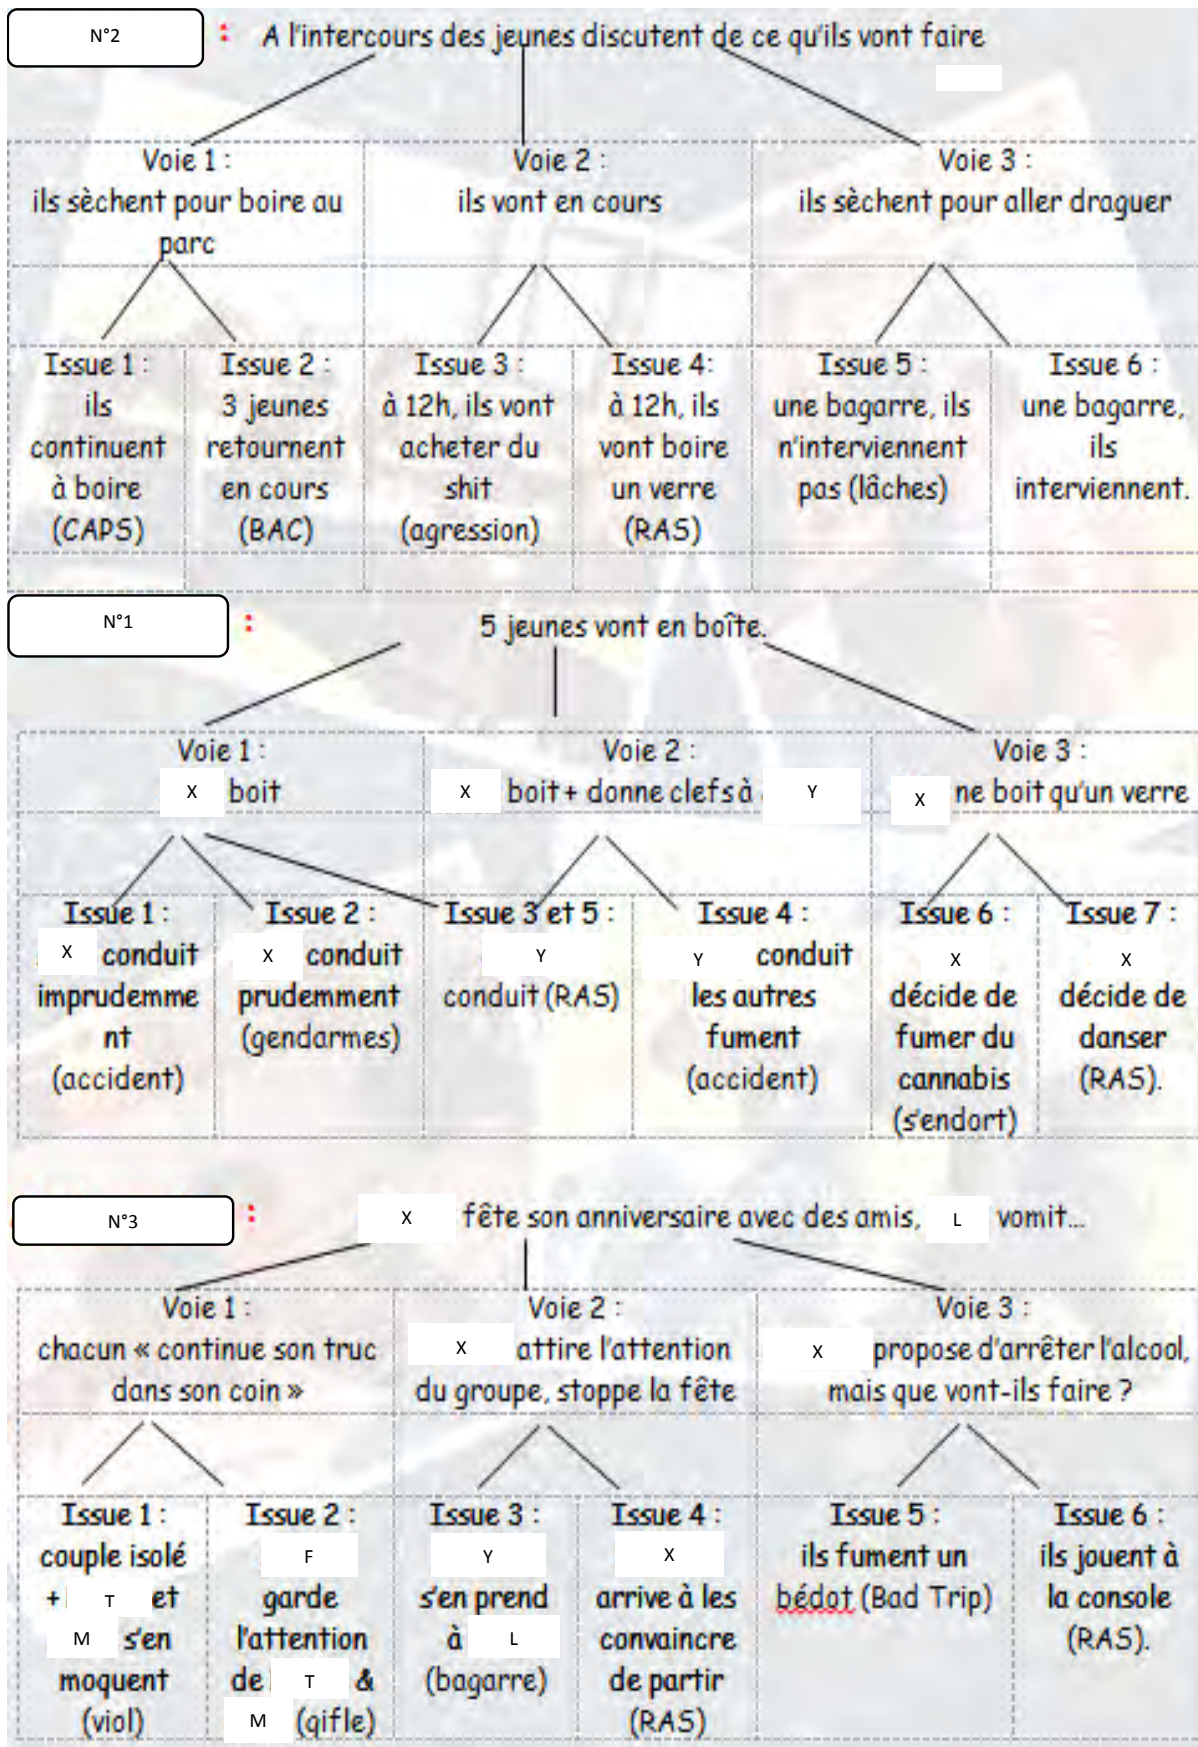 N°2 : A l'intercours des jeunes discutent de ce qu'ils vont faire
Voie 1 :
ils sèchent pour boire au
parc
Voie 2 :
ils vont en cours
Voie 3 :
ils sèchent pour aller draguer
Issue 1 :
ils
continuent
à boire
(CAPS)
Issue 2 :
3 jeunes
retournent
en cours
(BAC)
Issue 3 :
à 12h, ils vont
acheter du
shit
(agression)
Issue 4:
à 12h, ils
vont boire
un verre
(RAS)
Issue 5 :
une bagarre, ils
n'interviennent
pas (lâches)
Issue 6 :
une bagarre,
ils
interviennent.
N°1 : 5 jeunes vont en boîte.
Voie 1 :
X boit
Voie 2 :
X boit + donne clefs à Y
Voie 3 :
X ne boit qu'un verre
Issue 1 :
X conduit
imprudemme
nt
(accident)
Issue 2 :
X conduit
prudemment
(gendarmes)
Issue 3 et 5 :
Y
conduit (RAS)
Issue 4 :
Y conduit
les autres
fument
(accident)
Issue 6 :
X
décide de
fumer du
cannabis
(s'endort)
Issue 7 :
X
décide de
danser
(RAS).
N°3 : X fête son anniversaire avec des amis, L vomit...
Voie 1 :
chacun « continue son truc
dans son coin »
Voie 2 :
X attire l'attention
du groupe, stoppe la fête
Voie 3 :
X propose d'arrêter l'alcool,
mais que vont-ils faire ?
Issue 1 :
couple isolé
+ T et
M s'en
moquent
(viol)
Issue 2 :
F
garde
l'attention
de T &
M (gifle)
Issue 3 :
Y
s'en prend
à L
(bagarre)
Issue 4 :
X
arrive à les
convaincre
de partir
(RAS)
Issue 5 :
ils fument un
bédot (Bad Trip)
Issue 6 :
ils jouent à
la console
(RAS).